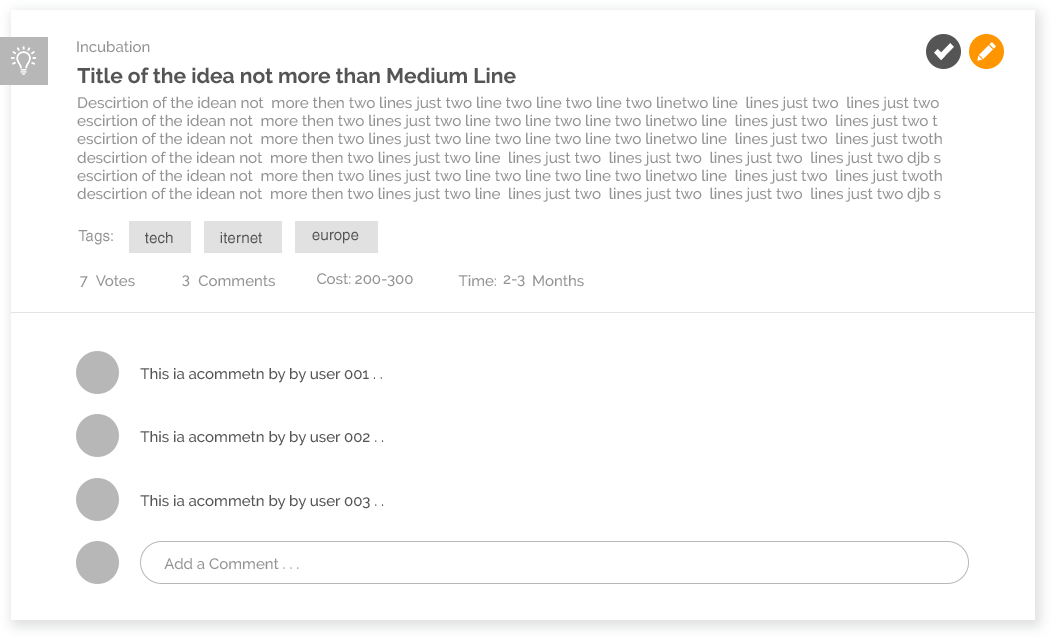 Incubation
Title of the idea not more than Medium Line
Descirtion of the idean not  more then two lines just two line two line two line two linetwo line  lines just two  lines just two
escirtion of the idean not  more then two lines just two line two line two line two linetwo line  lines just two  lines just two t
escirtion of the idean not  more then two lines just two line two line two line two linetwo line  lines just two  lines just twoth
descirtion of the idean not  more then two lines just two line  lines just two  lines just two  lines just two  lines just two djb s
escirtion of the idean not  more then two lines just two line two line two line two linetwo line  lines just two  lines just twoth
descirtion of the idean not  more then two lines just two line  lines just two  lines just two  lines just two  lines just two djb s
Tags: tech iternet europe
7 Votes 3 Comments Cost: 200-300 Time: 2-3 Months
This ia acommetn by by user 001 . .
This ia acommetn by by user 002 . .
This ia acommetn by by user 003 . .
Add a Comment . . .